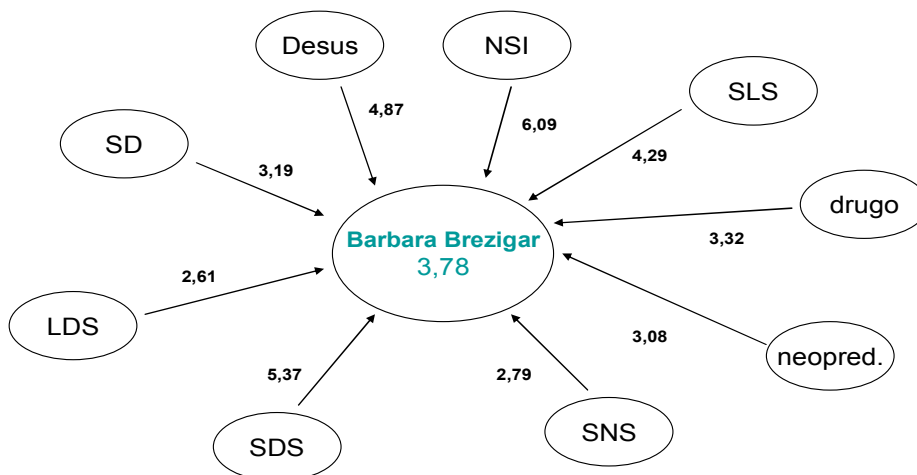 Desus
NSI
SLS
4,87
6,09
SD
4,29
3,19
drugo
Barbara Brezigar
3,78
3,32
2,61
LDS
3,08
neopred.
5,37
2,79
SDS
SNS